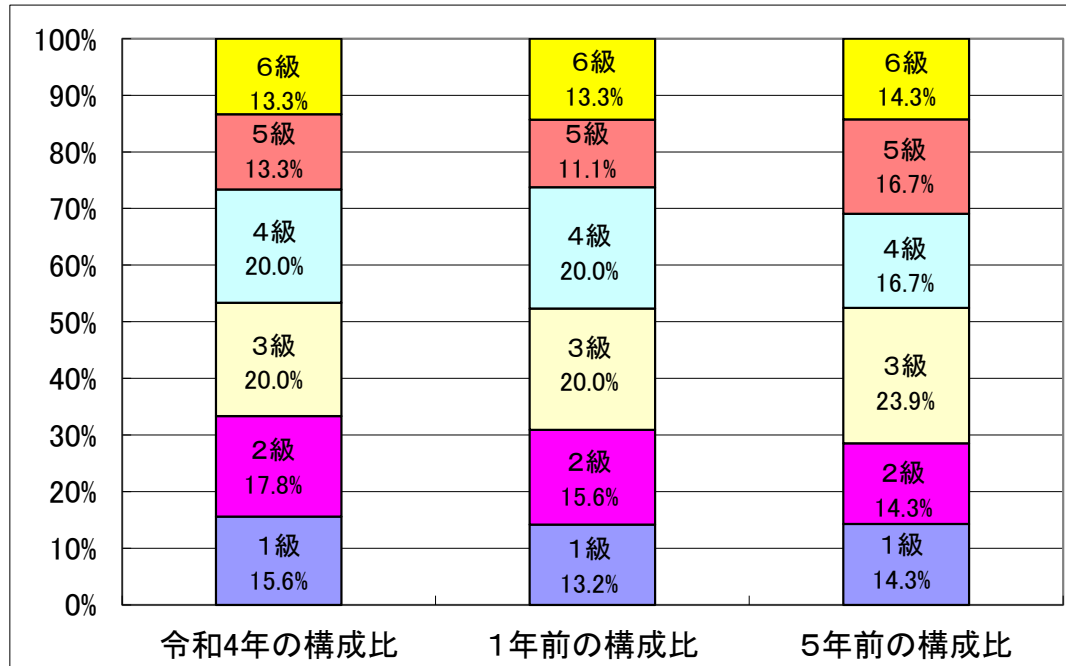 100%
90%
80%
70%
60%
50%
40%
30%
20%
10%
0%
６級
13.3%
５級
13.3%
４級
20.0%
３級
20.0%
２級
17.8%
１級
15.6%
６級
13.3%
５級
11.1%
４級
20.0%
３級
20.0%
２級
15.6%
１級
13.2%
６級
14.3%
５級
16.7%
４級
16.7%
３級
23.9%
２級
14.3%
１級
14.3%
令和4年の構成比
１年前の構成比
５年前の構成比